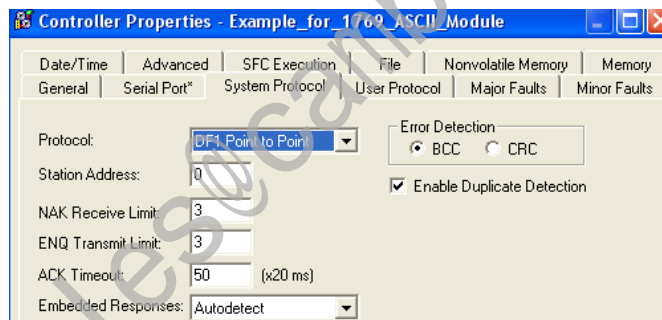 Controller Properties - Example_for_1769_ASCII_Module
Date/Time Advanced SFC Execution File Nonvolatile Memory Memory
General Serial Port* System Protocol User Protocol Major Faults Minor Faults
Protocol: DF1 Point to Point
Error Detection
BCC CRC
Station Address: 0
Enable Duplicate Detection
NAK Receive Limit: 3
ENQ Transmit Limit: 3
ACK Timeout: 50 (x20 ms)
Embedded Responses: Autodetect
les@camb